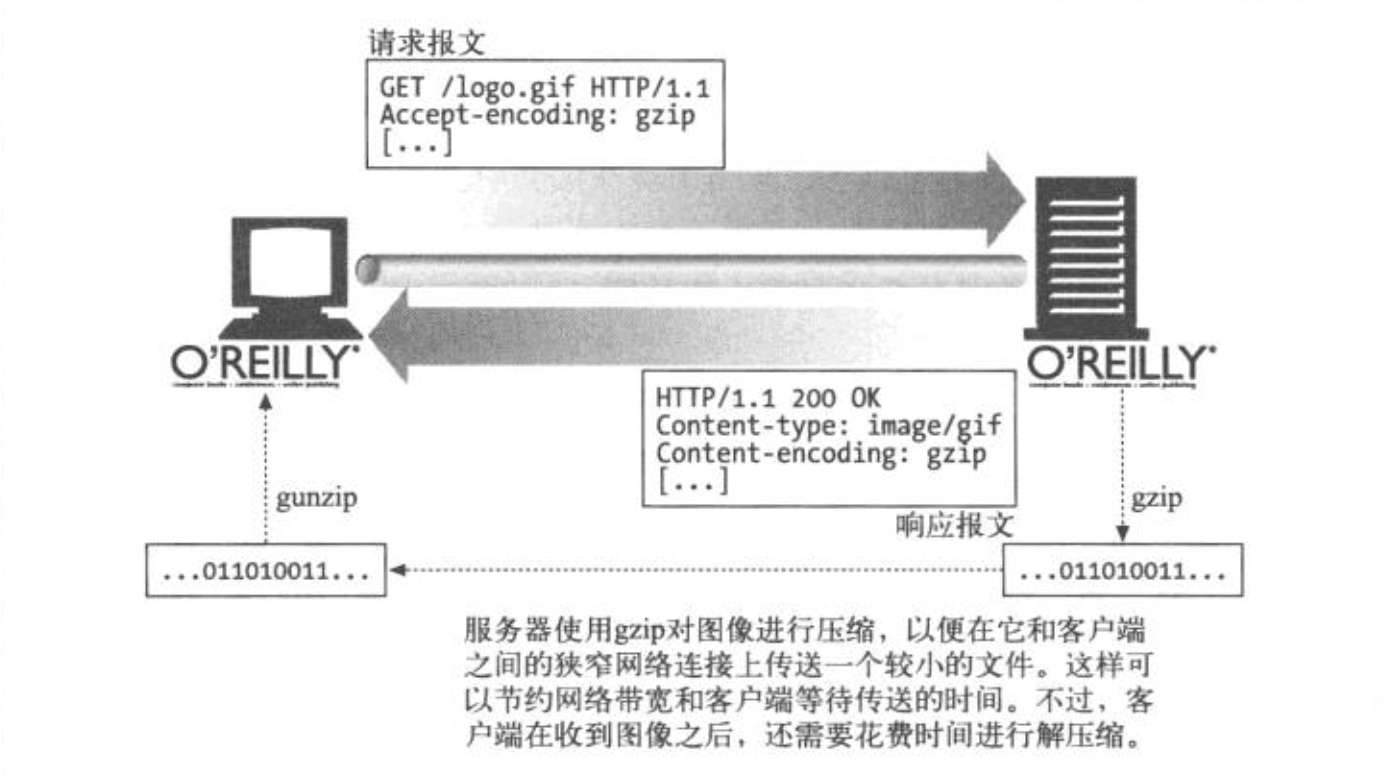 请求报文
GET /logo.gif HTTP/1.1
Accept-encoding: gzip
[...]
O'REILLY®
O'REILLY®
HTTP/1.1 200 OK
Content-type: image/gif
Content-encoding: gzip
[...]
响应报文
gunzip
gzip
...011010011...
...011010011...
服务器使用gzip对图像进行压缩，以便在它和客户端
之间的狭窄网络连接上传送一个较小的文件。这样可
以节约网络带宽和客户端等待传送的时间。不过，客
户端在收到图像之后，还需要花费时间进行解压缩。